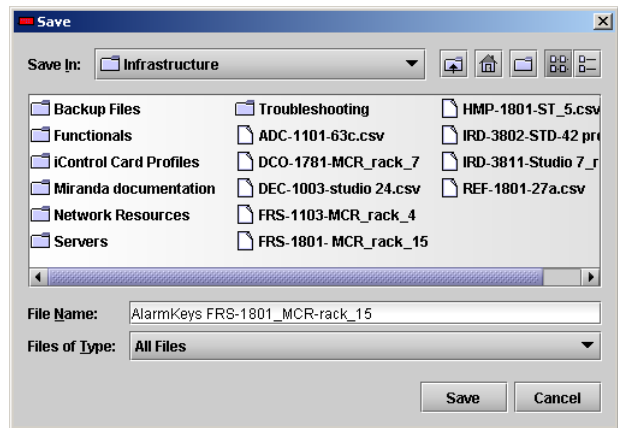 Save
Save In: Infrastructure
Backup Files
Functionals
iControl Card Profiles
Miranda documentation
Network Resources
Servers
Troubleshooting
ADC-1101-63c.csv
DCO-1781-MCR_rack_7
DEC-1003-studio 24.csv
FRS-1103-MCR_rack_4
FRS-1801- MCR_rack_15
HMP-1801-ST_5.csv
IRD-3802-STD-42 pr
IRD-3811-Studio 7_r
REF-1801-27a.csv
File Name: AlarmKeys FRS-1801_MCR-rack_15
Files of Type: All Files
Save Cancel